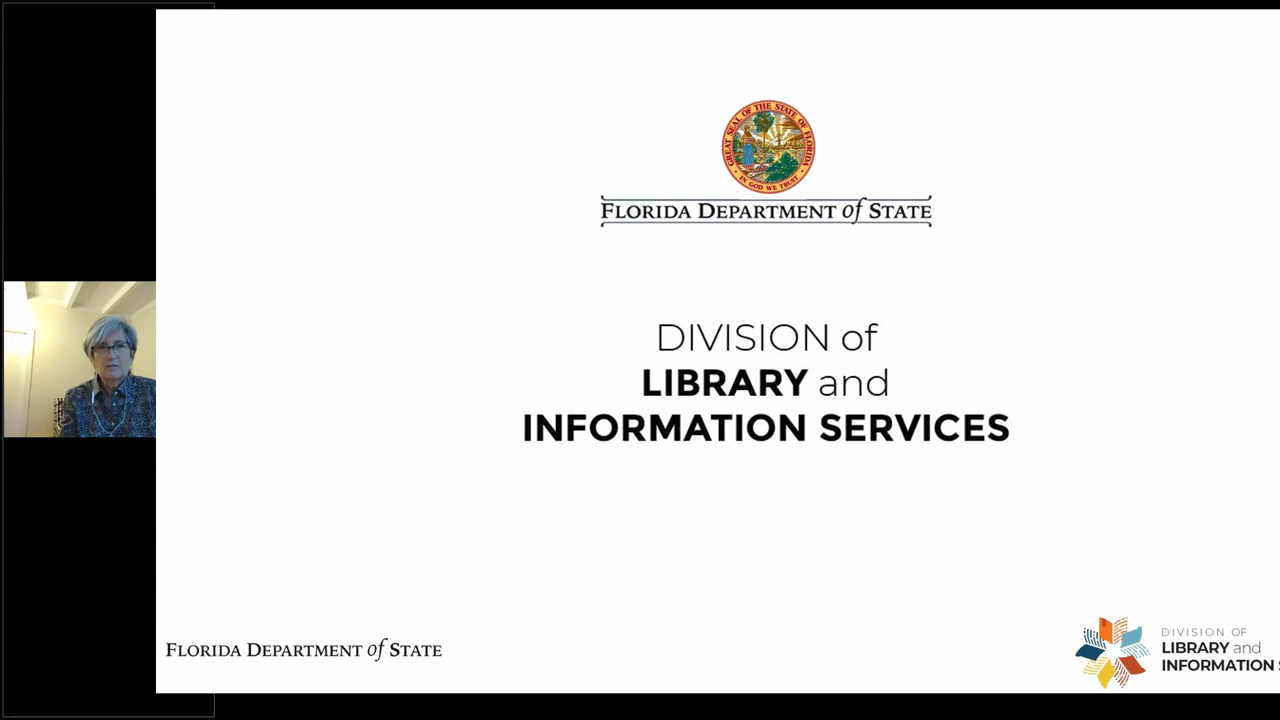 GREAT SEAL OF THE STATE OF FLORIDA
IN GOD WE TRUST
FLORIDA DEPARTMENT of STATE
DIVISION of
LIBRARY and
INFORMATION SERVICES
FLORIDA DEPARTMENT of STATE
DIVISION OF
LIBRARY and
INFORMATION S